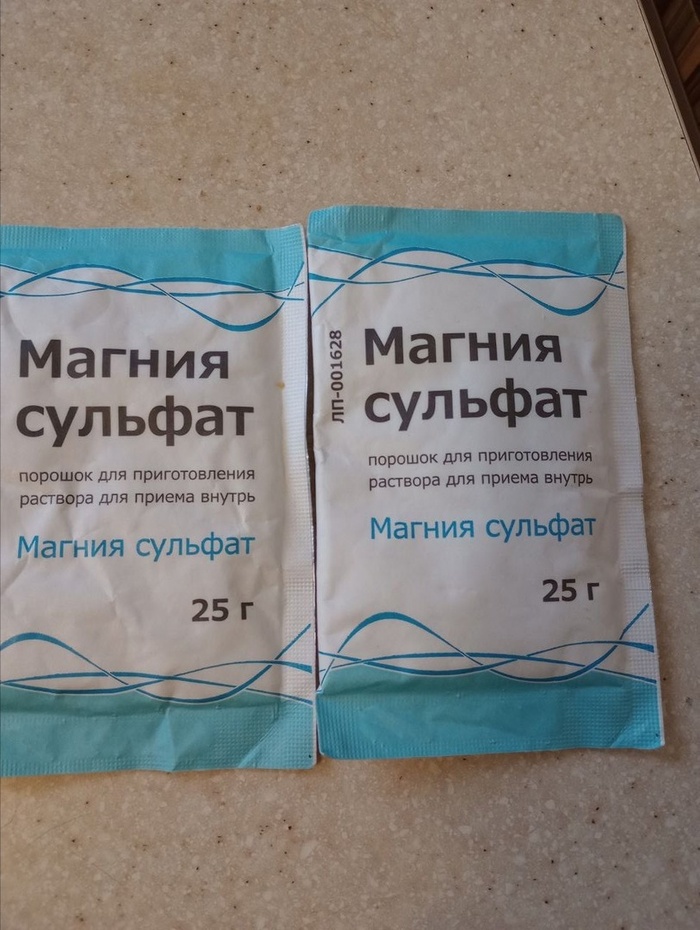 Магния
сульфат
порошок для приготовления
раствора для приема внутрь
Магния сульфат
25 г
ЛП-001628
Магния
сульфат
порошок для приготовления
раствора для приема внутрь
Магния сульфат
25 г